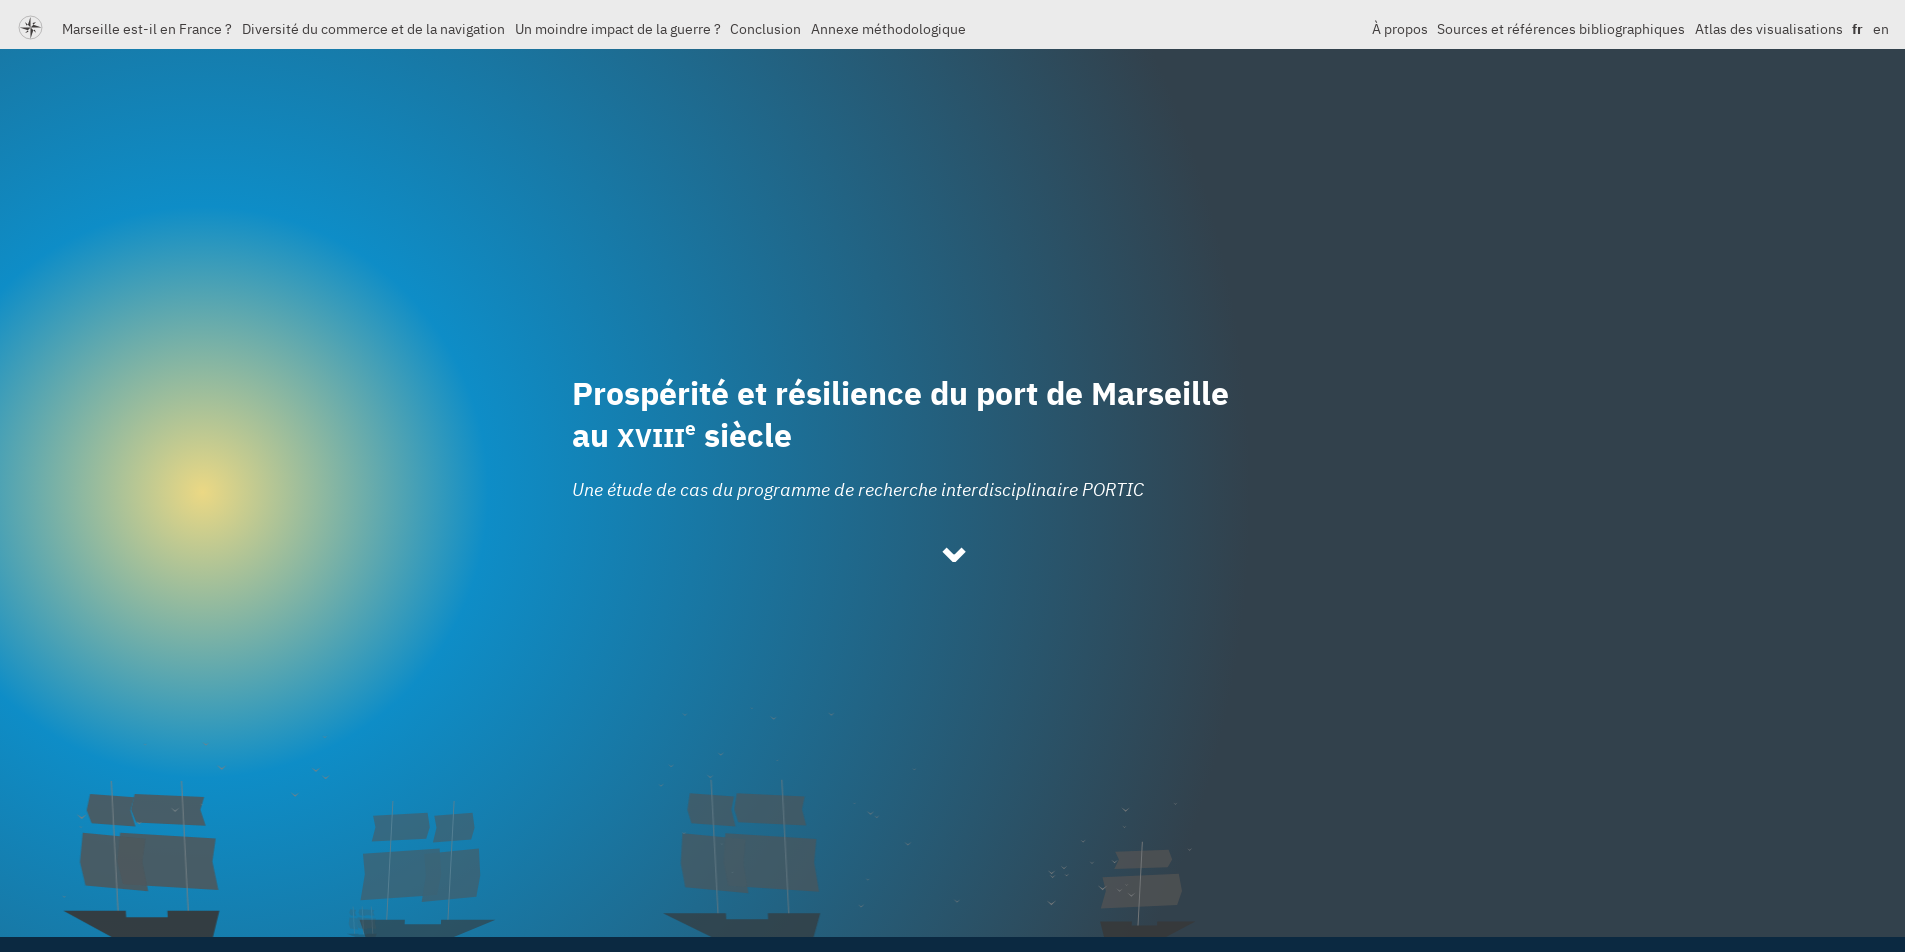 Marseille est-il en France ? Diversité du commerce et de la navigation Un moindre impact de la guerre ? Conclusion Annexe méthodologique À propos Sources et références bibliographiques Atlas des visualisations fr en
Prospérité et résilience du port de Marseille
au XVIIIe siècle
Une étude de cas du programme de recherche interdisciplinaire PORTIC